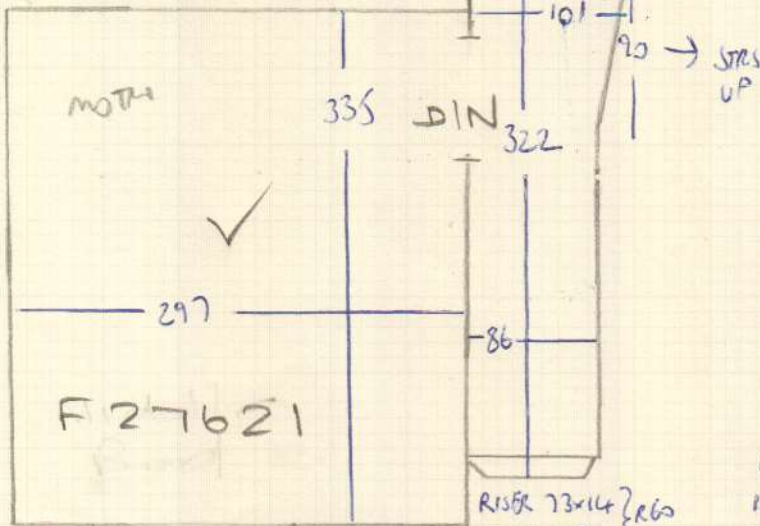 101
90 → STRS
UP
MOTH
335
DIN
322
✓
297
86
F27621
RISER 73x14 }